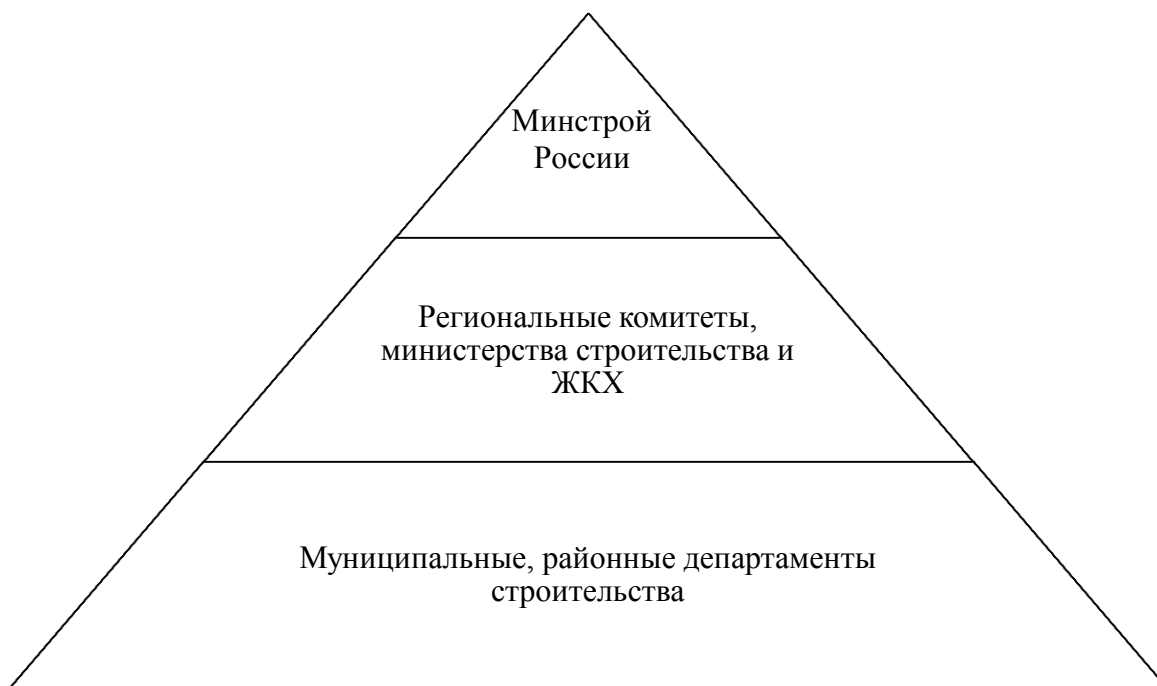 Минстрой
России
Региональные комитеты,
министерства строительства и
ЖКХ
Муниципальные, районные департаменты
строительства